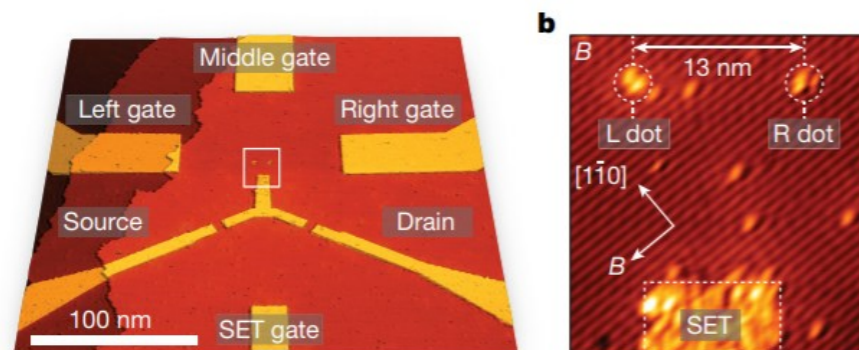 Middle gate
Left gate
Right gate
Source
Drain
100 nm
SET gate
b
B
13 nm
L dot
R dot
[11̅0]
B
SET